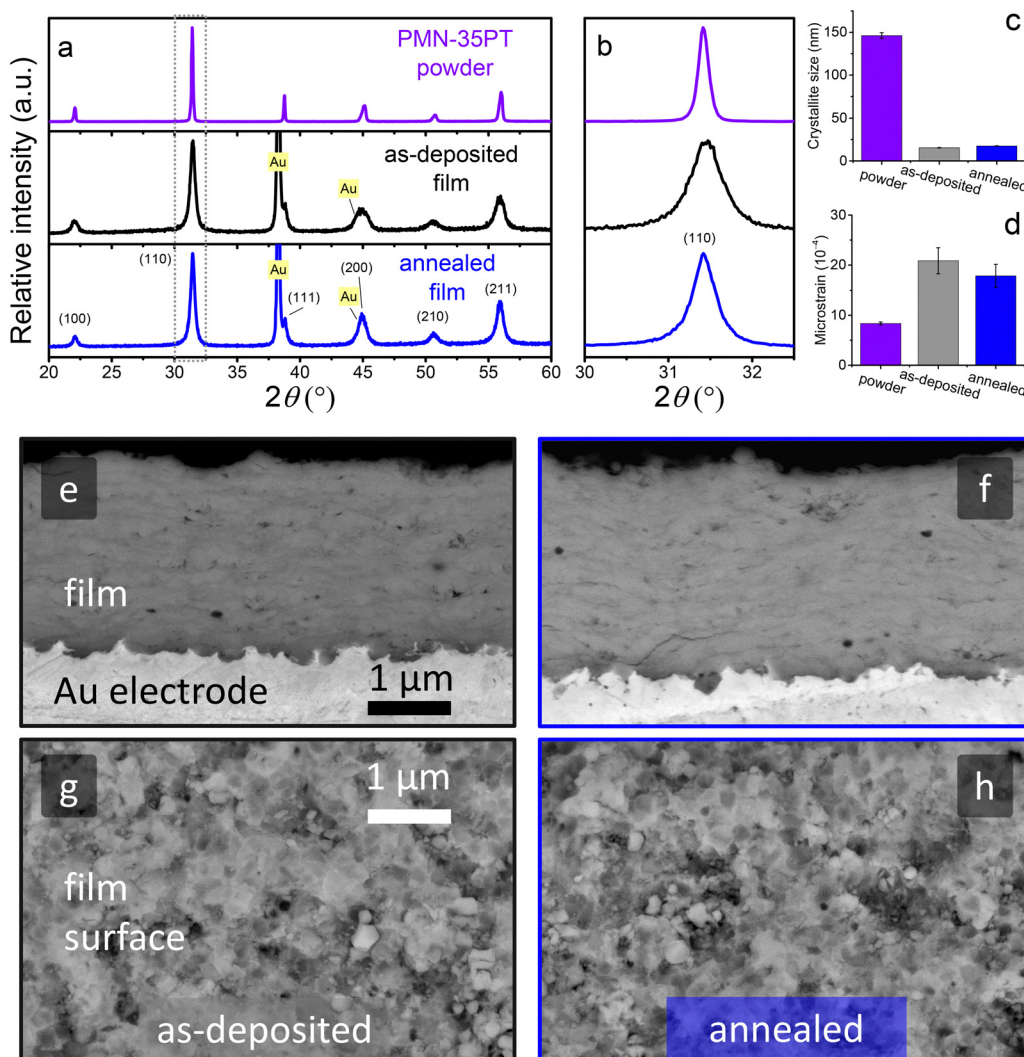 a
PMN-35PT
powder
Relative intensity (a.u.)
as-deposited
film
Au
Au
annealed
film
Au
Au
(100)
(110)
(111)
(200)
(210)
(211)
20 25 30 35 40 45 50 55 60
2θ (°)
b
(110)
30 31 32
2θ (°)
c
Crystallite size (nm)
150
100
50
0
powder
as-deposited
annealed
d
Microstrain (10⁻⁴)
30
20
10
0
powder
as-deposited
annealed
e
film
Au electrode
1 μm
f
g
1 μm
film
surface
as-deposited
h
annealed